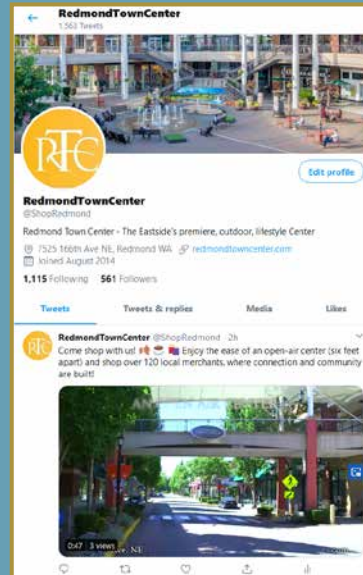 RedmondTownCenter
1,563 Tweets
RTC
Edit profile
RedmondTownCenter
@ShopRedmond
Redmond Town Center - The Eastside's premiere, outdoor, lifestyle Center
7525 166th Ave NE, Redmond WA redmondtowncenter.com
Joined August 2014
1,115 Following 561 Followers
Tweets Tweets & replies Media Likes
RTC
RedmondTownCenter @ShopRedmond · 2h
Come shop with us! Enjoy the ease of an open-air center (six feet
apart) and shop over 120 local merchants, where connection and community
are built!
0:47 3 views